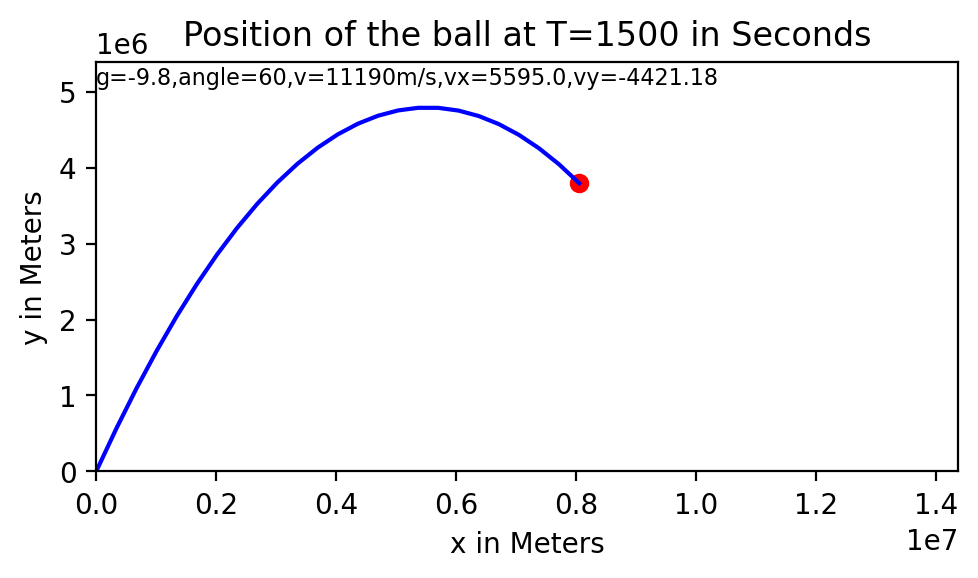 Position of the ball at T=1500 in Seconds
1e6
g=-9.8,angle=60,v=11190m/s,vx=5595.0,vy=-4421.18
5
4
3
2
1
0
y in Meters
0.0 0.2 0.4 0.6 0.8 1.0 1.2 1.4
x in Meters
1e7